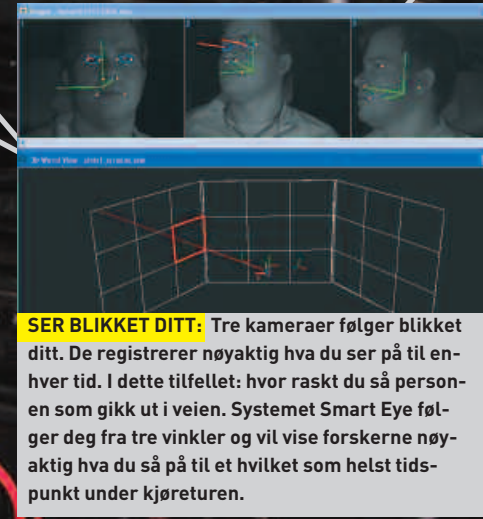 3D World View
SER BLIKKET DITT: Tre kameraer følger blikket
ditt. De registrerer nøyaktig hva du ser på til en-
hver tid. I dette tilfellet: hvor raskt du så person-
en som gikk ut i veien. Systemet Smart Eye føl-
ger deg fra tre vinkler og vil vise forskerne nøy-
aktig hva du så på til et hvilket som helst tids-
punkt under kjøreturen.